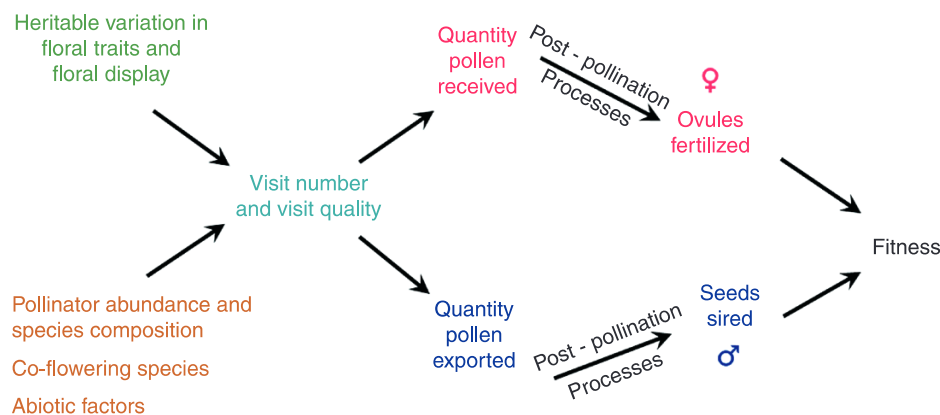 Heritable variation in
floral traits and
floral display
Pollinator abundance and
species composition
Co-flowering species
Abiotic factors
Visit number
and visit quality
Quantity
pollen
received
Post - pollination
Processes
♀
Ovules
fertilized
Quantity
pollen
exported
Post - pollination
Processes
Seeds
sired
♂
Fitness